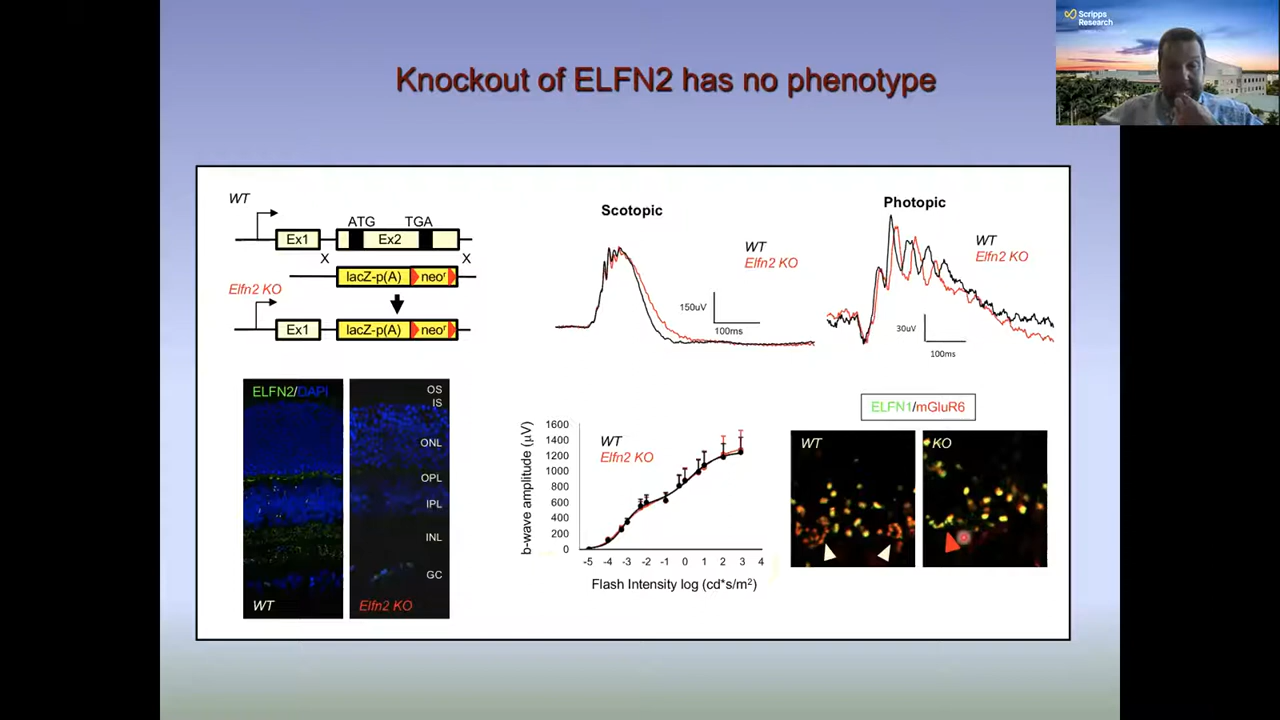 Scripps
Research
Knockout of ELFN2 has no phenotype
WT
ATG TGA
Ex1 Ex2
X X
lacZ-p(A) neoʳ
Elfn2 KO
Ex1 lacZ-p(A) neoʳ
Scotopic
WT
Elfn2 KO
150uV
100ms
Photopic
WT
Elfn2 KO
30uV
100ms
ELFN2/DAPI
OS
IS
ONL
OPL
IPL
INL
GC
WT
Elfn2 KO
b-wave amplitude (μV)
1600
1400
1200
1000
800
600
400
200
0
WT
Elfn2 KO
-5 -4 -3 -2 -1 0 1 2 3 4
Flash Intensity log (cd*s/m²)
ELFN1/mGluR6
WT
KO